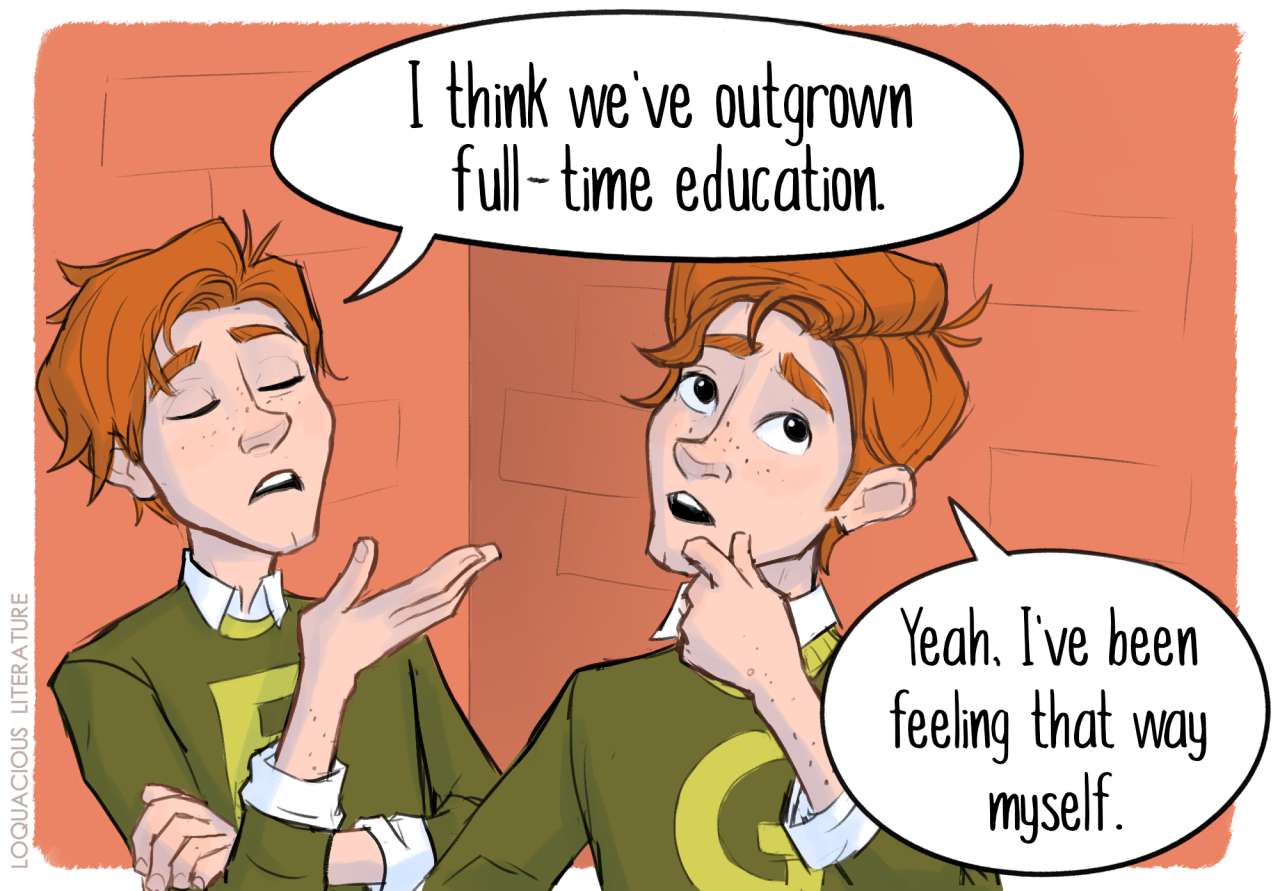 I think we've outgrown
full-time education.
Yeah. I've been
feeling that way
myself.
F
G
LOQUACIOUS LITERATURE